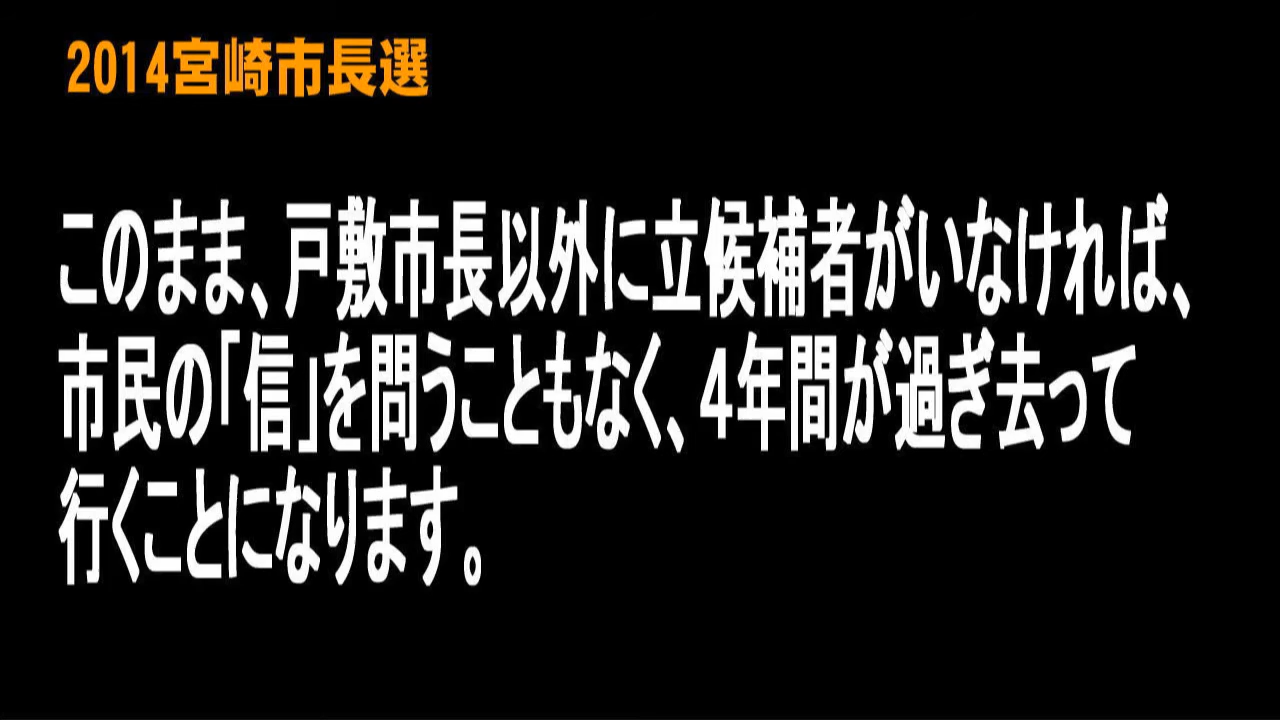 2014宮崎市長選
このまま、戸敷市長以外に立候補者がいなければ、
市民の「信」を問うこともなく、4年間が過ぎ去って
行くことになります。